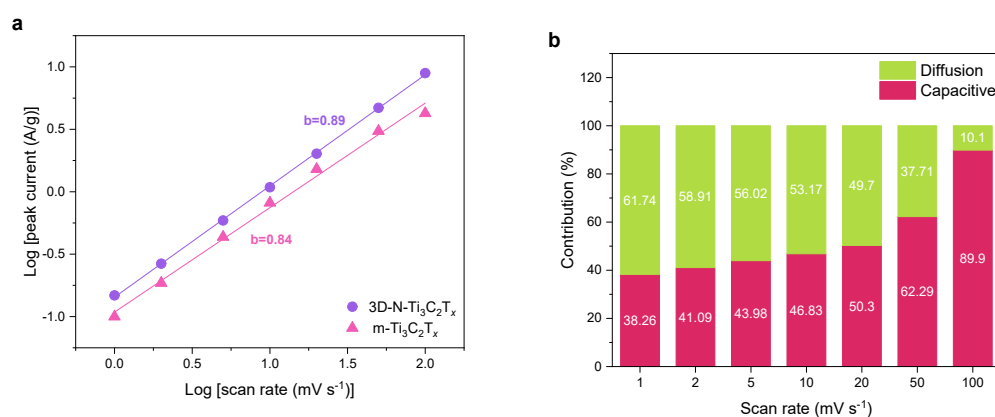 a
Log [peak current (A/g)]
1.0
0.5
0.0
-0.5
-1.0
b=0.89
b=0.84
3D-N-Ti₃C₂Tₓ
m-Ti₃C₂Tₓ
0.0 0.5 1.0 1.5 2.0
Log [scan rate (mV s⁻¹)]
b
Contribution (%)
120
100
80
60
40
20
0
Diffusion
Capacitive
61.74 58.91 56.02 53.17 49.7 37.71 10.1
38.26 41.09 43.98 46.83 50.3 62.29 89.9
1 2 5 10 20 50 100
Scan rate (mV s⁻¹)